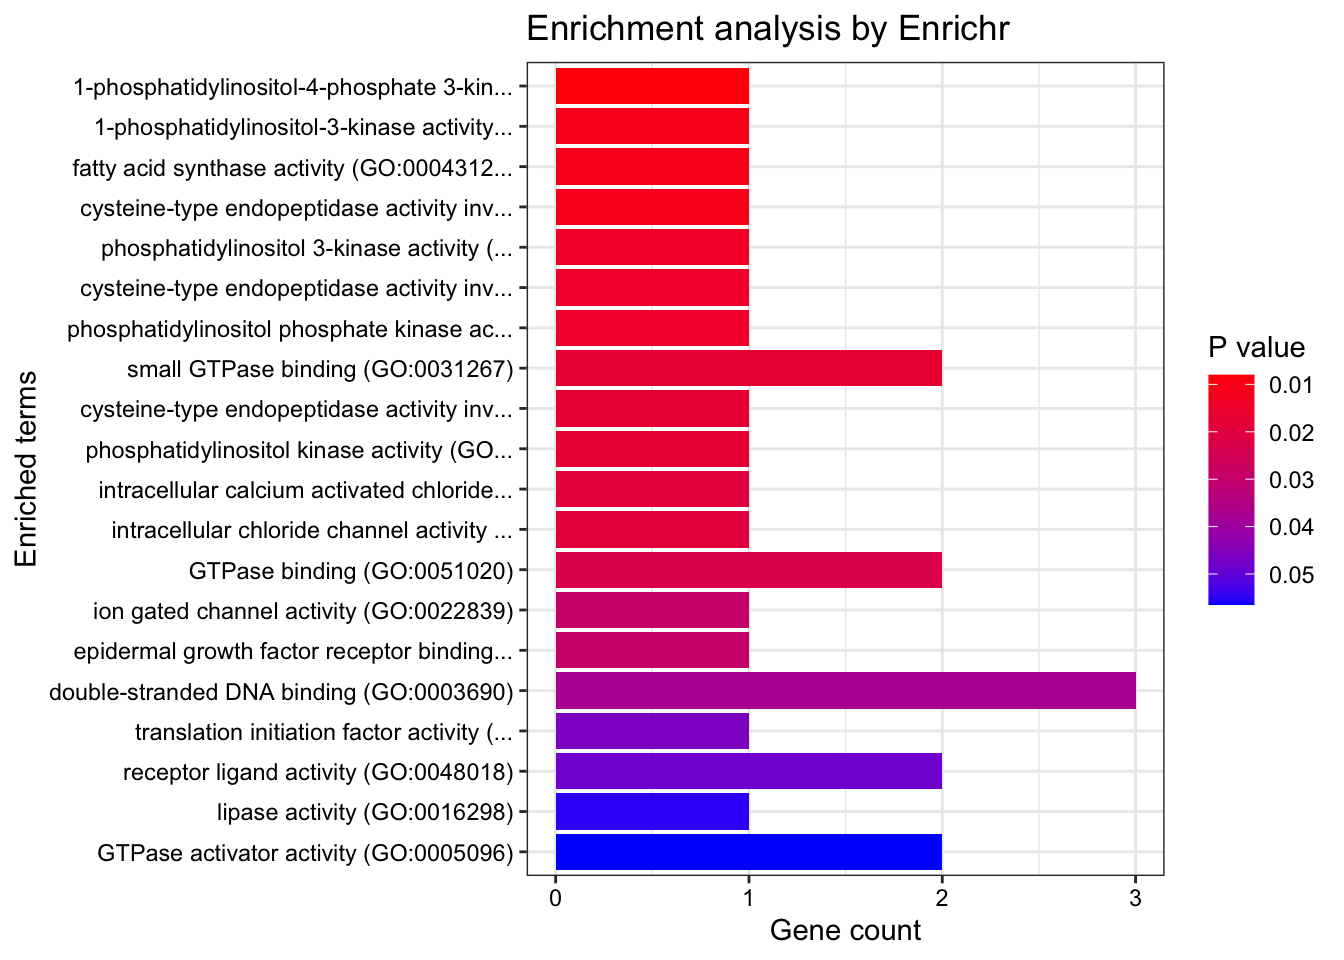 Enrichment analysis by Enrichr
1-phosphatidylinositol-4-phosphate 3-kin...
1-phosphatidylinositol-3-kinase activity...
fatty acid synthase activity (GO:0004312...
cysteine-type endopeptidase activity inv...
phosphatidylinositol 3-kinase activity (...
cysteine-type endopeptidase activity inv...
phosphatidylinositol phosphate kinase ac...
small GTPase binding (GO:0031267)
cysteine-type endopeptidase activity inv...
phosphatidylinositol kinase activity (GO...
intracellular calcium activated chloride...
intracellular chloride channel activity ...
GTPase binding (GO:0051020)
ion gated channel activity (GO:0022839)
epidermal growth factor receptor binding...
double-stranded DNA binding (GO:0003690)
translation initiation factor activity (...
receptor ligand activity (GO:0048018)
lipase activity (GO:0016298)
GTPase activator activity (GO:0005096)
Enriched terms
0 1 2 3
Gene count
P value
0.01
0.02
0.03
0.04
0.05